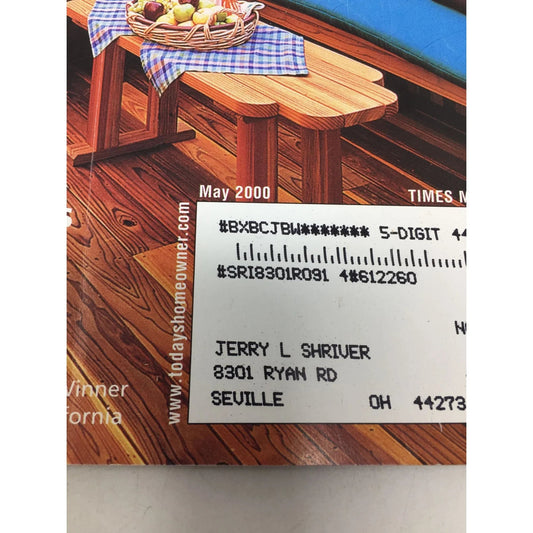 May 2000
TIMES M
#BXBCJBW******* 5-DIGIT 44
#SRI8301R091 4#612260
JERRY L SHRIVER
8301 RYAN RD
SEVILLE OH 44273
www.todayshomeowner.com
Winner
fornia